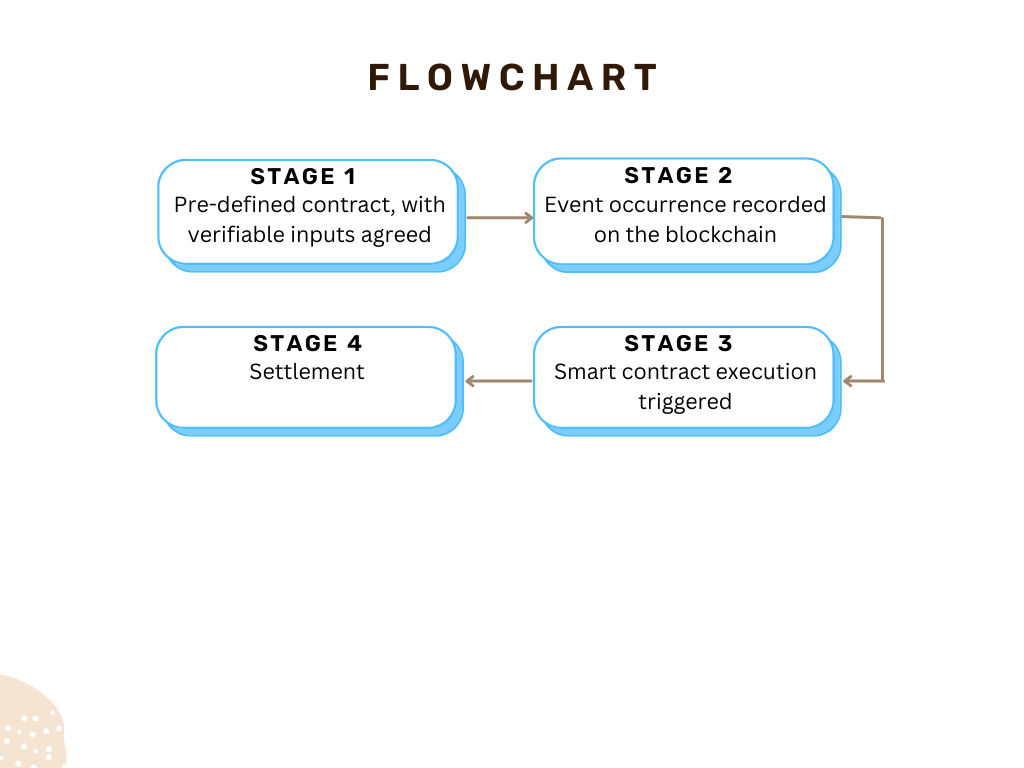 FLOWCHART
STAGE 1
Pre-defined contract, with
verifiable inputs agreed
STAGE 2
Event occurrence recorded
on the blockchain
STAGE 3
Smart contract execution
triggered
STAGE 4
Settlement